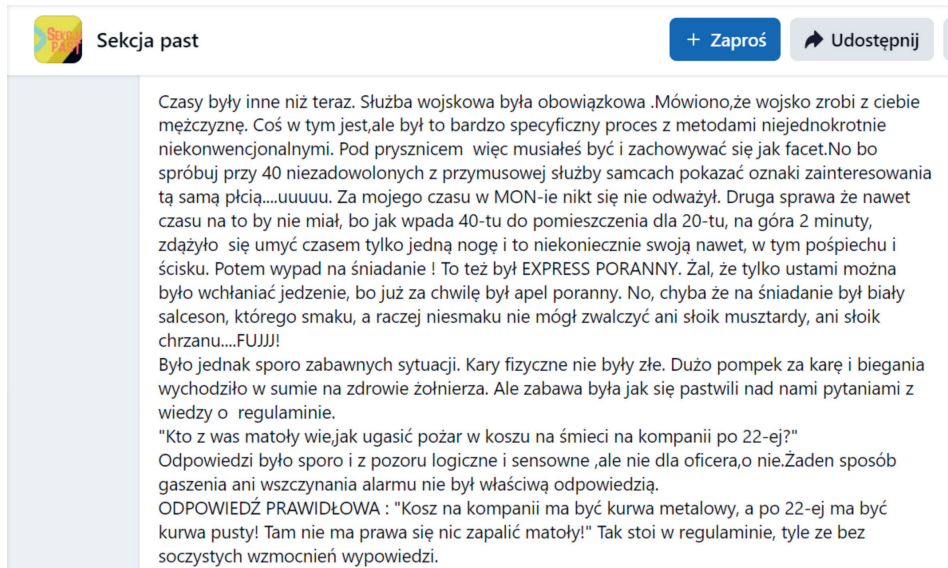 SEKCJA PAST
Sekcja past
+ Zaproś
Udostępnij
Czasy były inne niż teraz. Służba wojskowa była obowiązkowa .Mówiono,że wojsko zrobi z ciebie
mężczyznę. Coś w tym jest,ale był to bardzo specyficzny proces z metodami niejednokrotnie
niekonwencjonalnymi. Pod prysznicem  więc musiałeś być i zachowywać się jak facet.No bo
spróbuj przy 40 niezadowolonych z przymusowej służby samcach pokazać oznaki zainteresowania
tą samą płcią....uuuuu. Za mojego czasu w MON-ie nikt się nie odważył. Druga sprawa że nawet
czasu na to by nie miał, bo jak wpada 40-tu do pomieszczenia dla 20-tu, na góra 2 minuty,
zdążyło  się umyć czasem tylko jedną nogę i to niekoniecznie swoją nawet, w tym pośpiechu i
ścisku. Potem wypad na śniadanie ! To też był EXPRESS PORANNY. Żal, że tylko ustami można
było wchłaniać jedzenie, bo już za chwilę był apel poranny. No, chyba że na śniadanie był biały
salceson, którego smaku, a raczej niesmaku nie mógł zwalczyć ani słoik musztardy, ani słoik
chrzanu....FUJJJ!
Było jednak sporo zabawnych sytuacji. Kary fizyczne nie były złe. Dużo pompek za karę i biegania
wychodziło w sumie na zdrowie żołnierza. Ale zabawa była jak się pastwili nad nami pytaniami z
wiedzy o  regulaminie.
"Kto z was matoły wie,jak ugasić pożar w koszu na śmieci na kompanii po 22-ej?"
Odpowiedzi było sporo i z pozoru logiczne i sensowne ,ale nie dla oficera,o nie.Żaden sposób
gaszenia ani wszczynania alarmu nie był właściwą odpowiedzią.
ODPOWIEDŹ PRAWIDŁOWA : "Kosz na kompanii ma być kurwa metalowy, a po 22-ej ma być
kurwa pusty! Tam nie ma prawa się nic zapalić matoły!" Tak stoi w regulaminie, tyle ze bez
soczystych wzmocnień wypowiedzi.